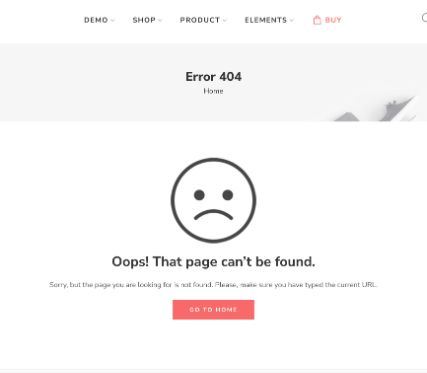 DEMO SHOP PRODUCT ELEMENTS BUY
Error 404
Home
Oops! That page can't be found.
Sorry, but the page you are looking for is not found. Please, make sure you have typed the current URL.
GO TO HOME